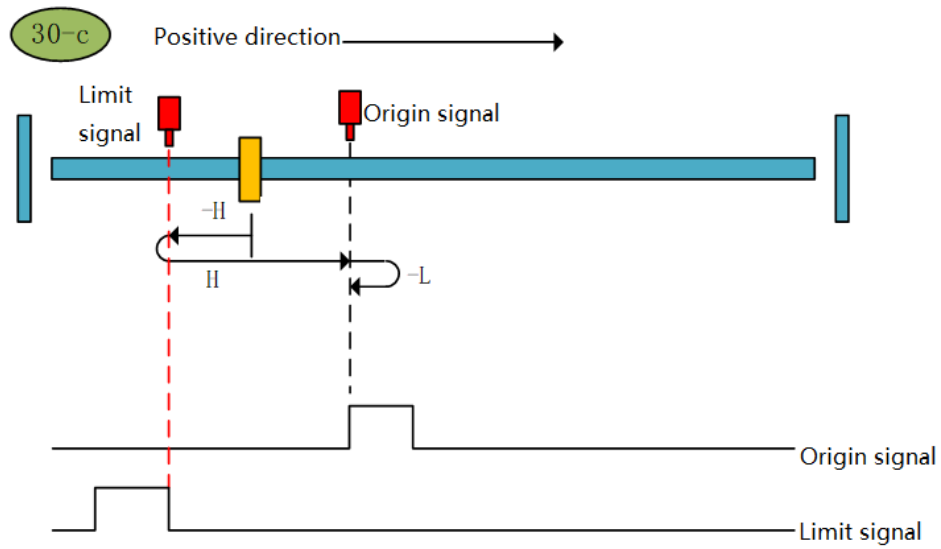 30-c
Positive direction
Limit
signal
Origin signal
-H
H
-L
Origin signal
Limit signal